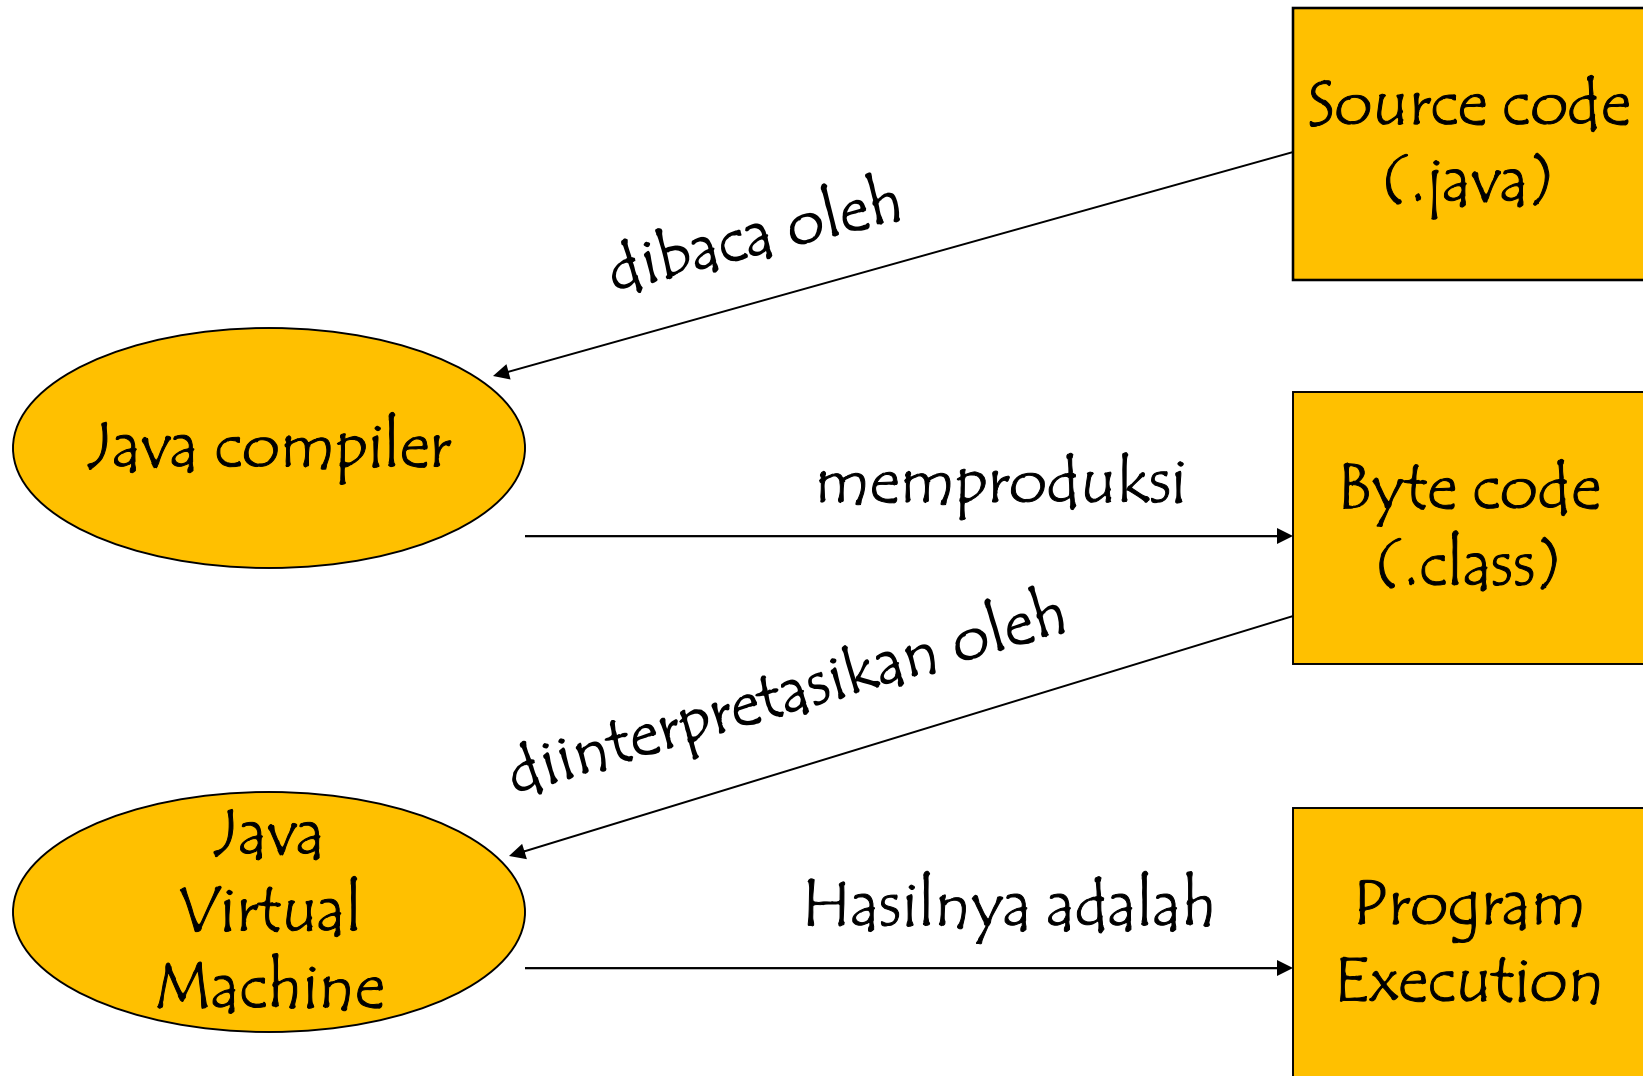 Source code
(.java)
dibaca oleh
Java compiler
memproduksi
Byte code
(.class)
diinterpretasikan oleh
Java
Virtual
Machine
Hasilnya adalah
Program
Execution